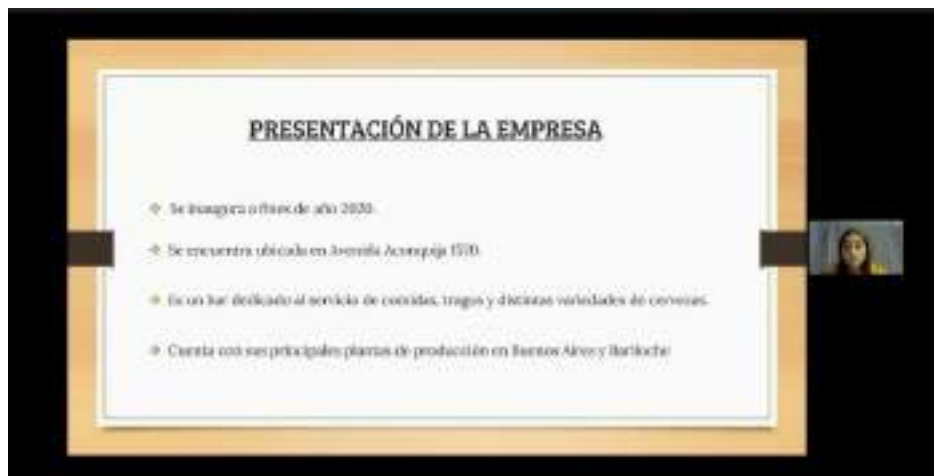 PRESENTACIÓN DE LA EMPRESA
Se inaugura a fines de año 2020.
Se encuentra ubicada en Avenida Aconquija
Es un bar dedicado al servicio de comidas, tragos y distintas variedades de cervezas.
Cuenta con sus principales plantas de producción en Buenos Aires y Bariloche